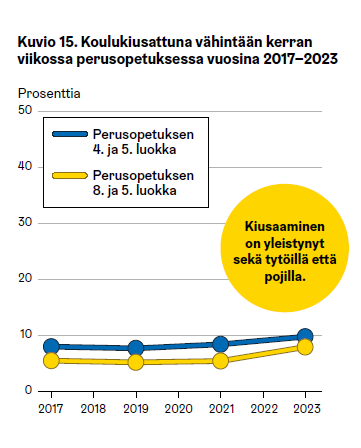 Kuvio 15. Koulukiusattuna vähintään kerran
viikossa perusopetuksessa vuosina 2017–2023
Prosenttia
50
Perusopetuksen
4. ja 5. luokka
Perusopetuksen
8. ja 5. luokka
40
30
Kiusaaminen
on yleistynyt
sekä tytöillä että
pojilla.
20
10
0
2017 2018 2019 2020 2021 2022 2023